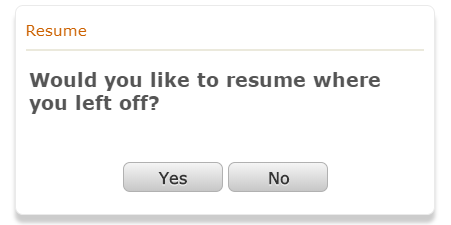 Resume
Would you like to resume where
you left off?
Yes No